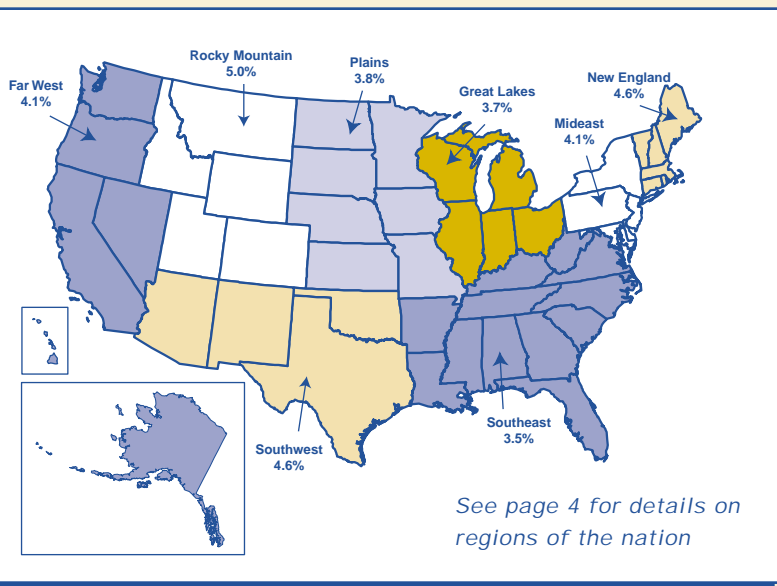 Rocky Mountain
5.0%
Plains
3.8%
Far West
4.1%
Great Lakes
3.7%
New England
4.6%
Mideast
4.1%
Southwest
4.6%
Southeast
3.5%
See page 4 for details on
regions of the nation